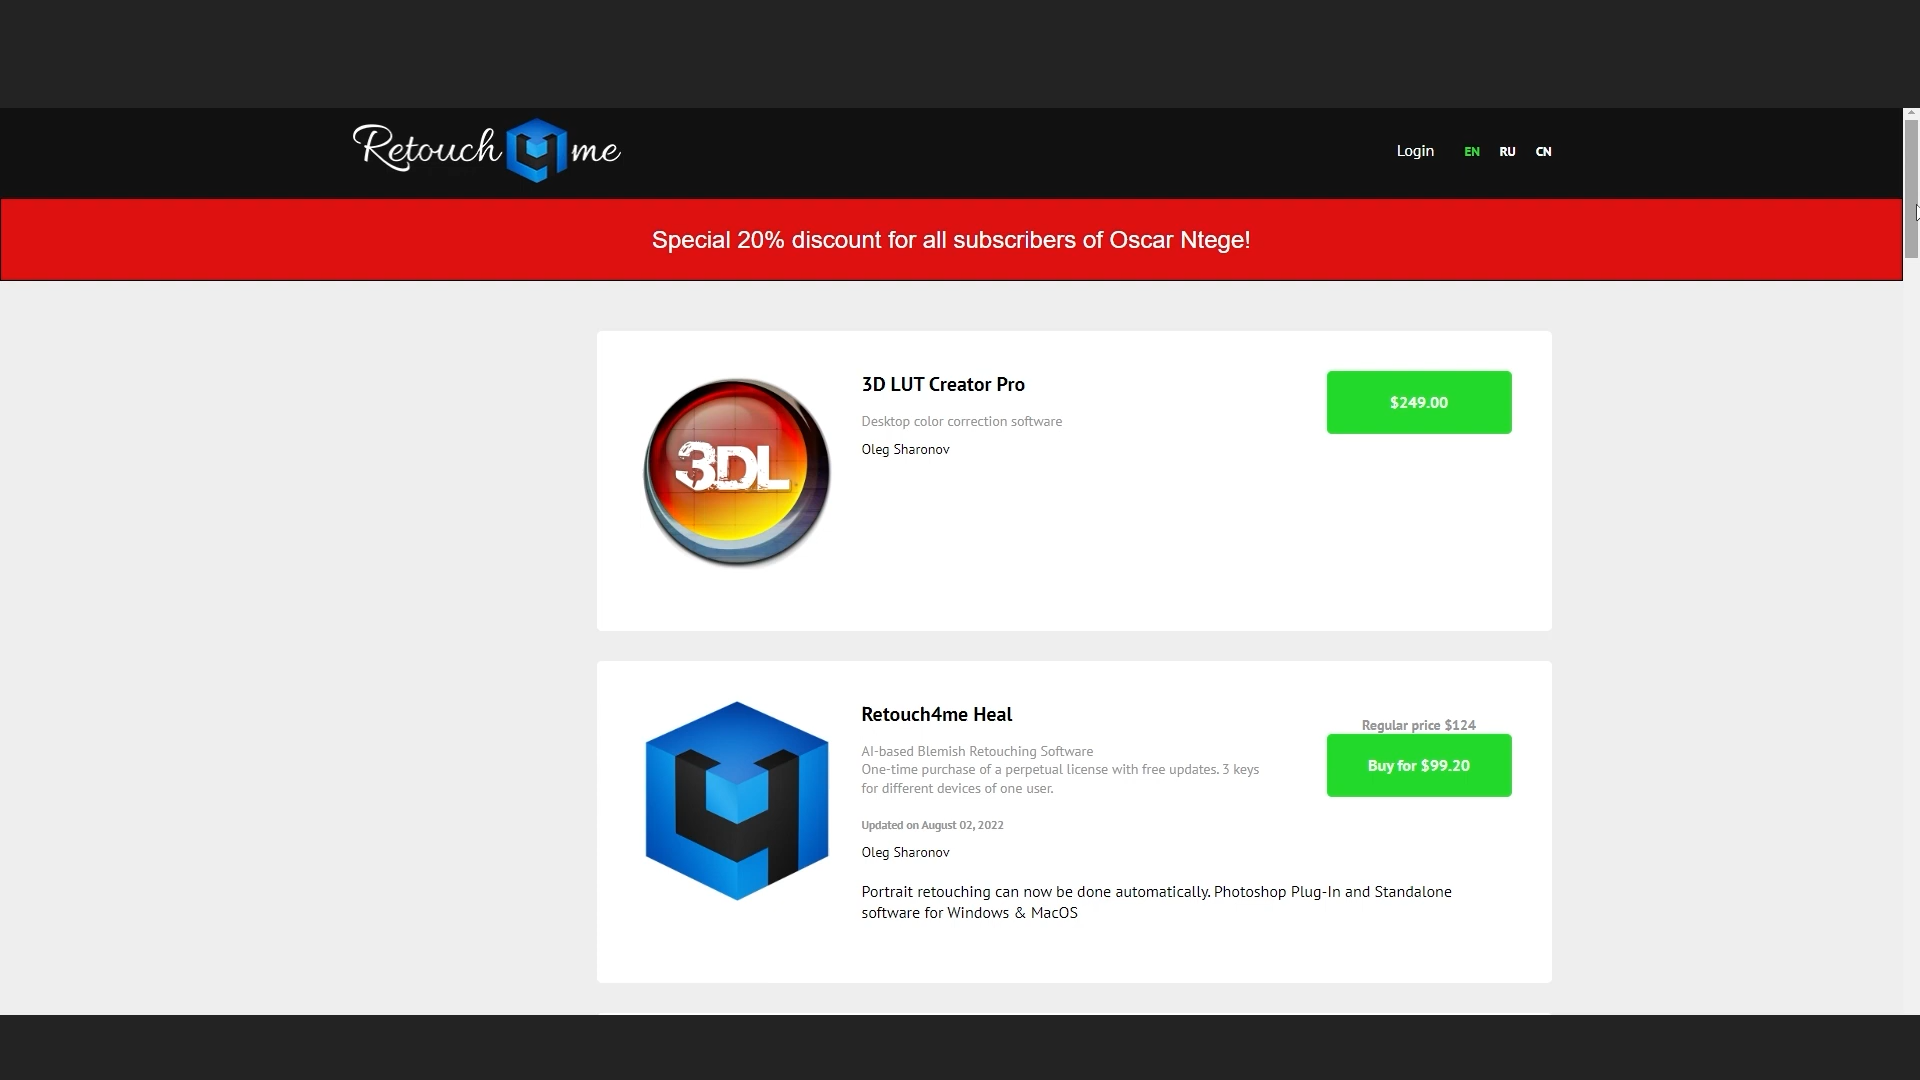 Retouch4me
Login EN RU CN
Special 20% discount for all subscribers of Oscar Ntege!
3DL
3D LUT Creator Pro
Desktop color correction software
Oleg Sharonov
$249.00
Retouch4me Heal
AI-based Blemish Retouching Software
One-time purchase of a perpetual license with free updates. 3 keys
for different devices of one user.
Updated on August 02, 2022
Oleg Sharonov
Portrait retouching can now be done automatically. Photoshop Plug-In and Standalone
software for Windows & MacOS
Regular price $124
Buy for $99.20